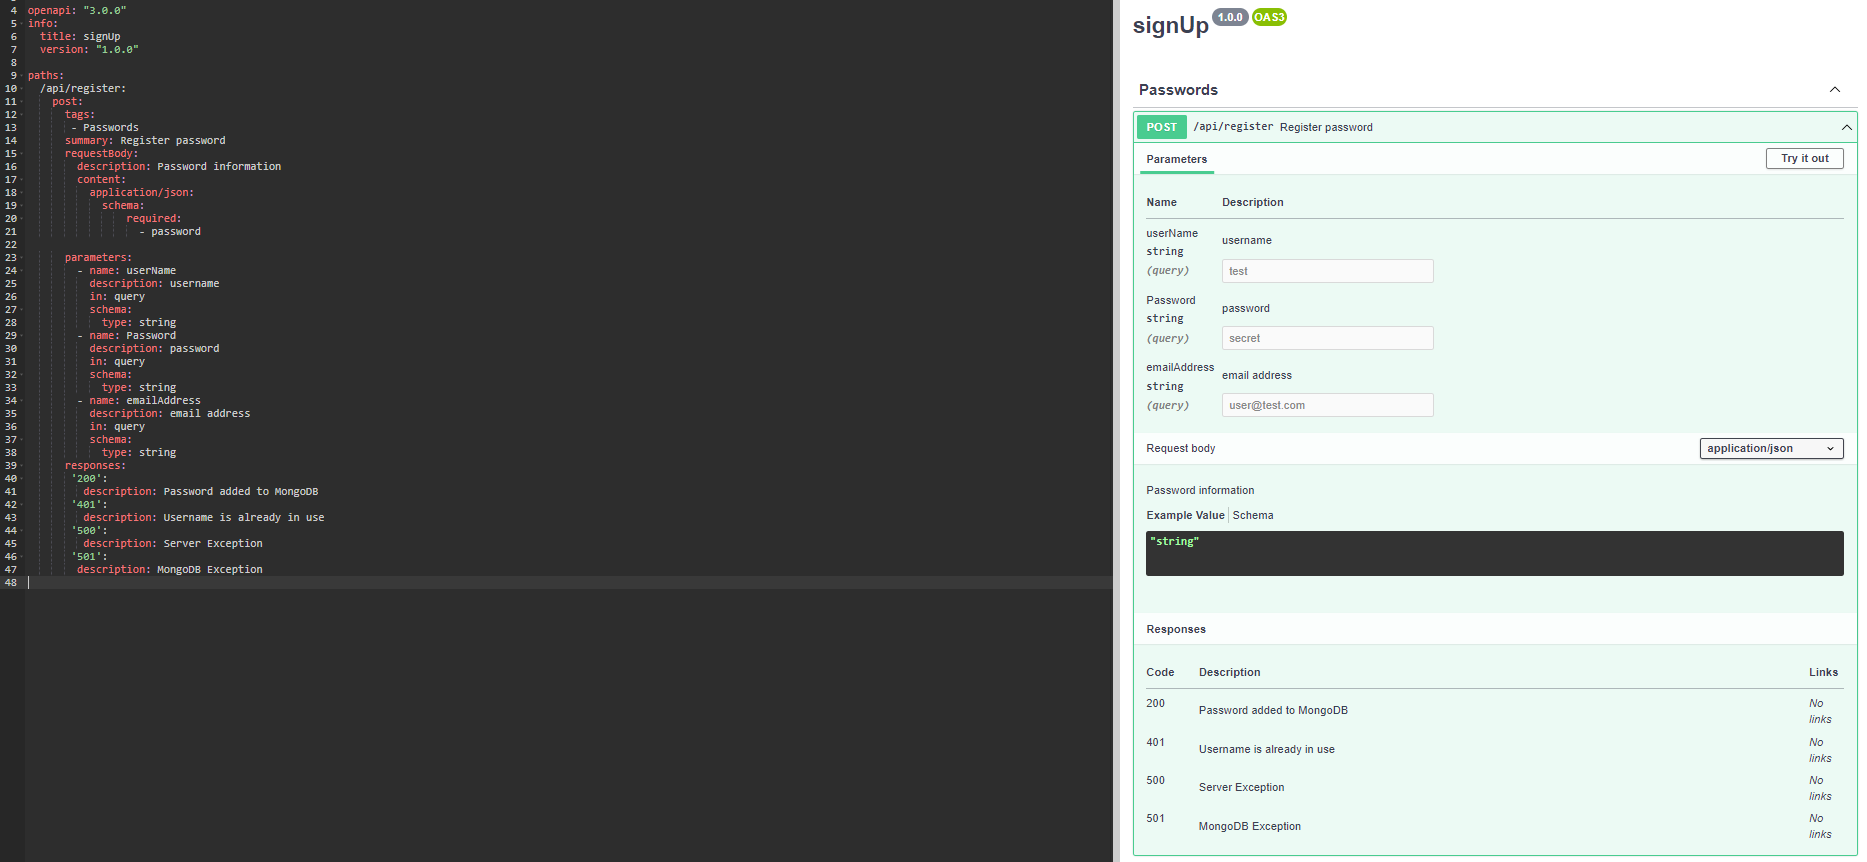 4 openapi: "3.0.0"
5 info:
6 title: signUp
7 version: "1.0.0"
8
9 paths:
10 /api/register:
11 post:
12 tags:
13 - Passwords
14 summary: Register password
15 requestBody:
16 description: Password information
17 content:
18 application/json:
19 schema:
20 required:
21 - password
22
23 parameters:
24 - name: userName
25 description: username
26 in: query
27 schema:
28 type: string
29 - name: Password
30 description: password
31 in: query
32 schema:
33 type: string
34 - name: emailAddress
35 description: email address
36 in: query
37 schema:
38 type: string
39 responses:
40 '200':
41 description: Password added to MongoDB
42 '401':
43 description: Username is already in use
44 '500':
45 description: Server Exception
46 '501':
47 description: MongoDB Exception
48
signUp 1.0.0 OAS3
Passwords
POST /api/register Register password
Parameters Try it out
Name Description
userName
string
(query)
username
test
Password
string
(query)
password
secret
emailAddress
string
(query)
email address
user@test.com
Request body application/json
Password information
Example Value Schema
"string"
Responses
Code Description Links
200 Password added to MongoDB No links
401 Username is already in use No links
500 Server Exception No links
501 MongoDB Exception No links